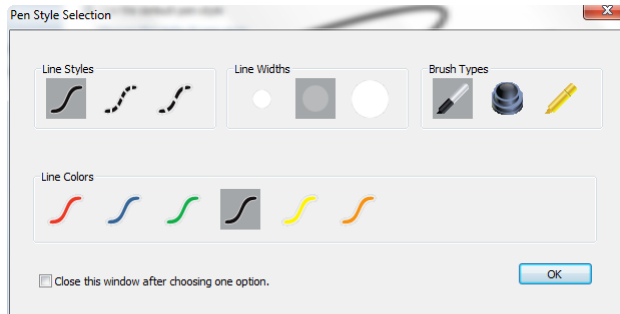 Pen Style Selection
Line Styles
Line Widths
Brush Types
Line Colors
Close this window after choosing one option.
OK